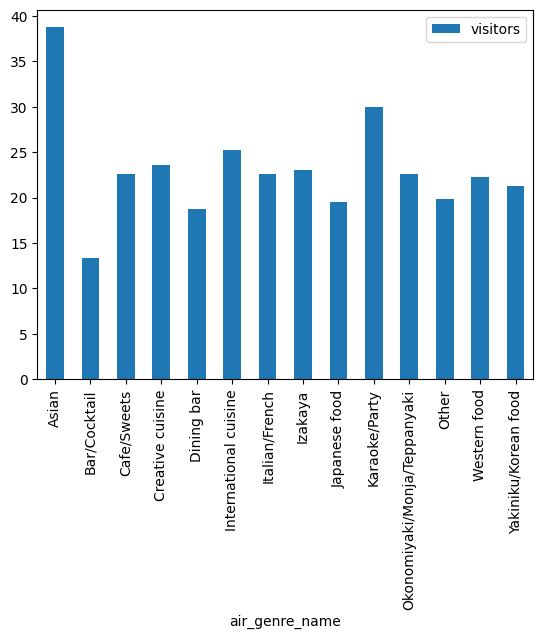 visitors
40
35
30
25
20
15
10
5
0
Asian
Bar/Cocktail
Cafe/Sweets
Creative cuisine
Dining bar
International cuisine
Italian/French
Izakaya
Japanese food
Karaoke/Party
Okonomiyaki/Monja/Teppanyaki
Other
Western food
Yakiniku/Korean food
air_genre_name